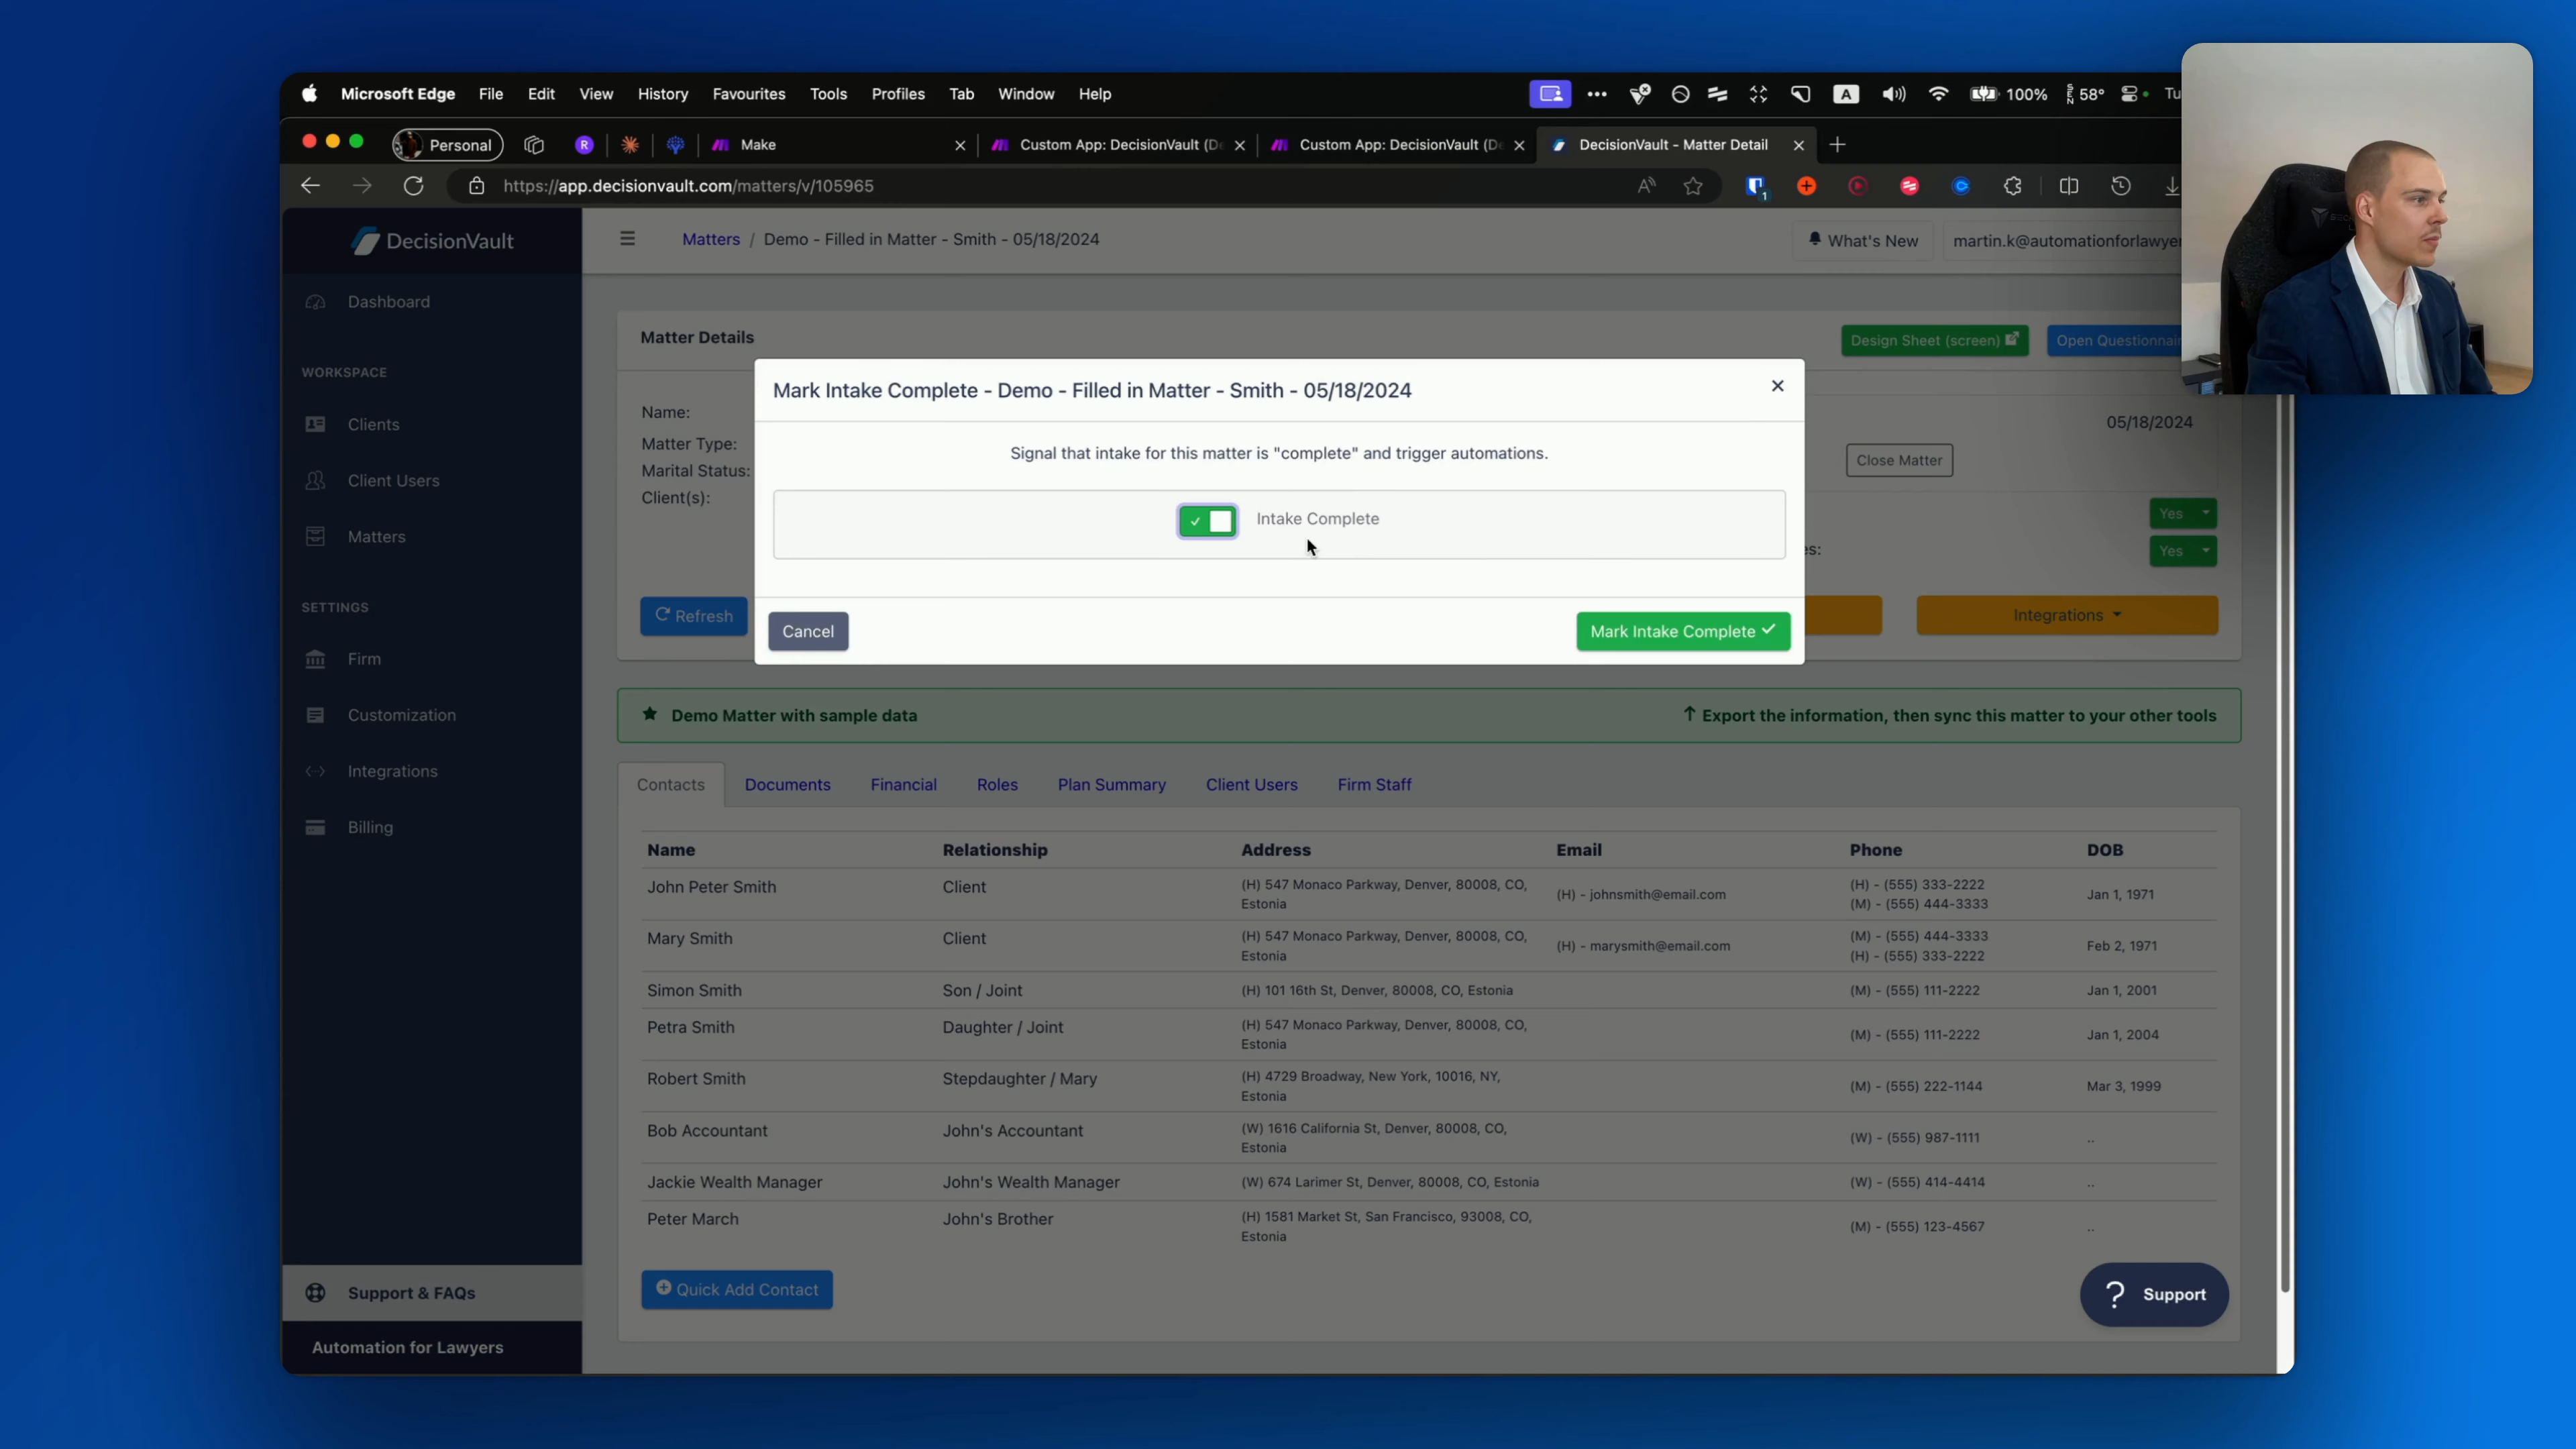 Microsoft Edge File Edit View History Favourites Tools Profiles Tab Window Help A 100% SEN 58° Tu
Personal R Make Custom App: DecisionVault (De Custom App: DecisionVault (De DecisionVault - Matter Detail
https://app.decisionvault.com/matters/v/105965 A 1
DecisionVault
Matters / Demo - Filled in Matter - Smith - 05/18/2024
What's New
martin.k@automationforlawyer
Dashboard
WORKSPACE
Clients
Client Users
Matters
SETTINGS
Firm
Customization
Integrations
Billing
Support & FAQs
Automation for Lawyers
Matter Details
Design Sheet (screen)
Open Questionnair
Name:
Matter Type:
Marital Status:
Client(s):
05/18/2024
Close Matter
Yes
es:
Yes
Refresh
Integrations
Mark Intake Complete - Demo - Filled in Matter - Smith - 05/18/2024
Signal that intake for this matter is "complete" and trigger automations.
Intake Complete
Cancel
Mark Intake Complete
Demo Matter with sample data
Export the information, then sync this matter to your other tools
Contacts Documents Financial Roles Plan Summary Client Users Firm Staff
Name Relationship Address Email Phone DOB
John Peter Smith Client (H) 547 Monaco Parkway, Denver, 80008, CO, (H) - johnsmith@email.com (H) - (555) 333-2222 Jan 1, 1971
Estonia (M) - (555) 444-3333
Mary Smith Client (H) 547 Monaco Parkway, Denver, 80008, CO, (H) - marysmith@email.com (M) - (555) 444-3333 Feb 2, 1971
Estonia (H) - (555) 333-2222
Simon Smith Son / Joint (H) 101 16th St, Denver, 80008, CO, Estonia (M) - (555) 111-2222 Jan 1, 2001
Petra Smith Daughter / Joint (H) 547 Monaco Parkway, Denver, 80008, CO, (M) - (555) 111-2222 Jan 1, 2004
Estonia
Robert Smith Stepdaughter / Mary (H) 4729 Broadway, New York, 10016, NY, (M) - (555) 222-1144 Mar 3, 1999
Estonia
Bob Accountant John's Accountant (W) 1616 California St, Denver, 80008, CO, (W) - (555) 987-1111 ..
Estonia
Jackie Wealth Manager John's Wealth Manager (W) 674 Larimer St, Denver, 80008, CO, Estonia (W) - (555) 414-4414 ..
Peter March John's Brother (H) 1581 Market St, San Francisco, 93008, CO, (M) - (555) 123-4567 ..
Estonia
Quick Add Contact
? Support